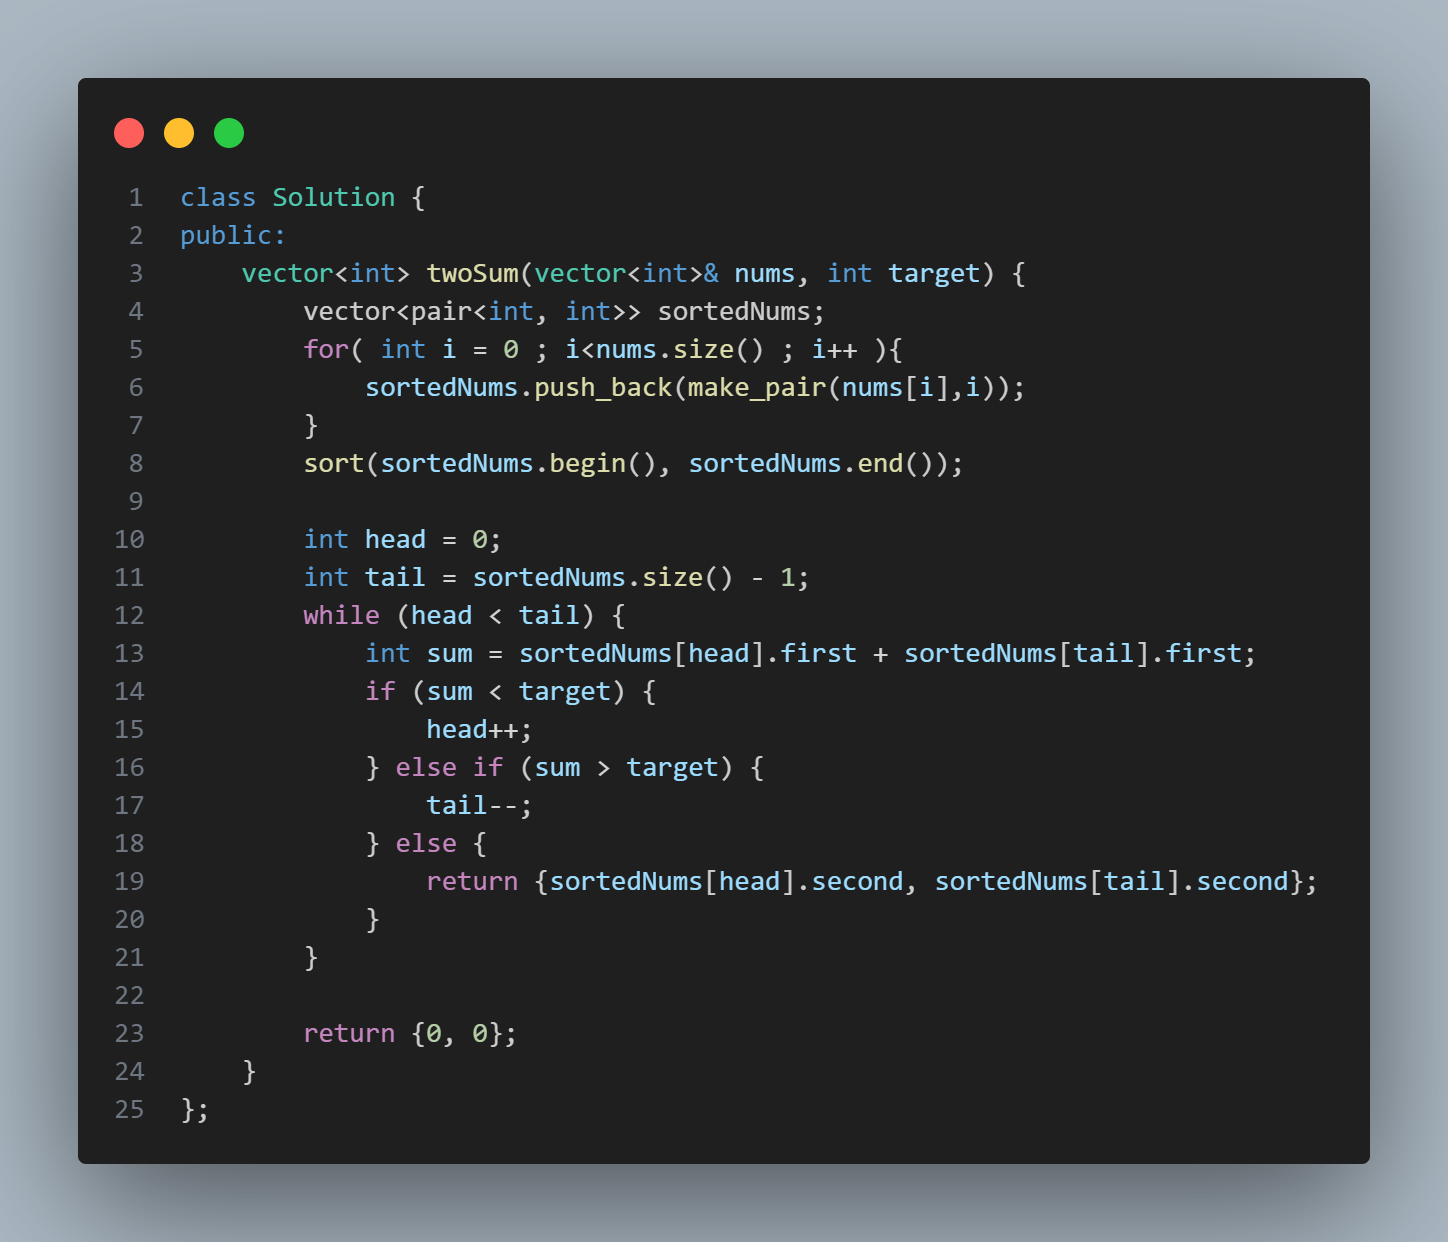 1 class Solution {
2 public:
3     vector<int> twoSum(vector<int>& nums, int target) {
4         vector<pair<int, int>> sortedNums;
5         for( int i = 0 ; i<nums.size() ; i++ ){
6             sortedNums.push_back(make_pair(nums[i],i));
7         }
8         sort(sortedNums.begin(), sortedNums.end());
9
10         int head = 0;
11         int tail = sortedNums.size() - 1;
12         while (head < tail) {
13             int sum = sortedNums[head].first + sortedNums[tail].first;
14             if (sum < target) {
15                 head++;
16             } else if (sum > target) {
17                 tail--;
18             } else {
19                 return {sortedNums[head].second, sortedNums[tail].second};
20             }
21         }
22
23         return {0, 0};
24     }
25 };